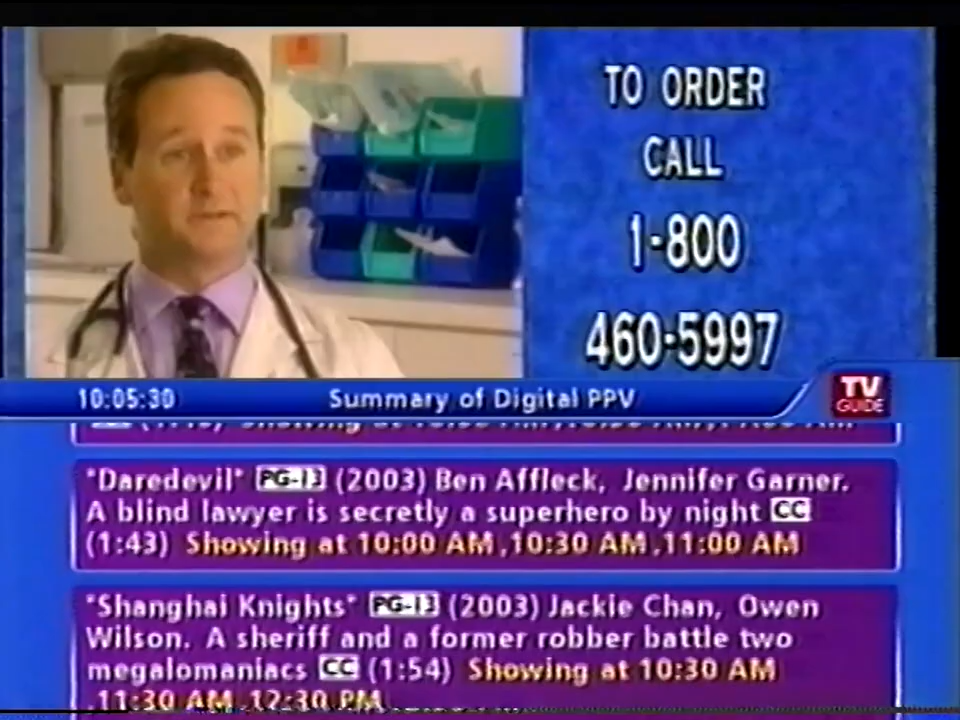 TO ORDER
CALL
1-800
460-5997
10:05:30
Summary of Digital PPV
TV
GUIDE
"Daredevil" PG-13 (2003) Ben Affleck, Jennifer Garner.
A blind lawyer is secretly a superhero by night CC
(1:43) Showing at 10:00 AM ,10:30 AM ,11:00 AM
"Shanghai Knights" PG-13 (2003) Jackie Chan, Owen
Wilson. A sheriff and a former robber battle two
megalomaniacs CC (1:54) Showing at 10:30 AM
,11:30 AM ,12:30 PM,